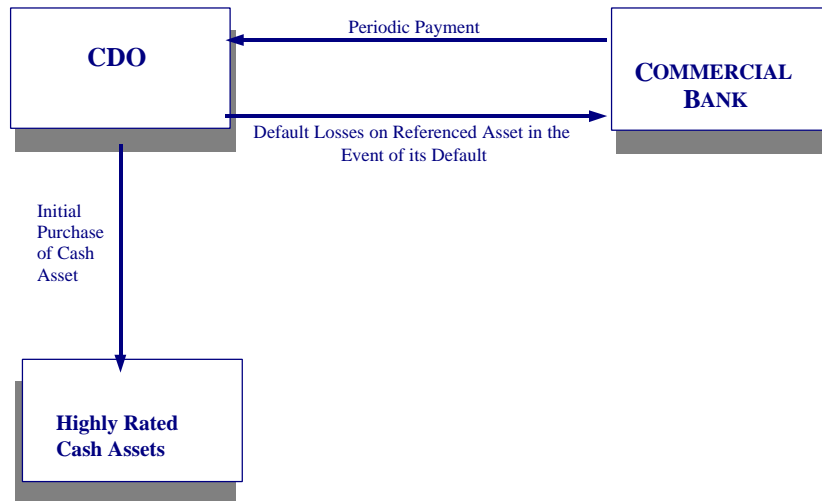 Periodic Payment
CDO
COMMERCIAL
BANK
Default Losses on Referenced Asset in the
Event of its Default
Initial
Purchase
of Cash
Asset
Highly Rated
Cash Assets